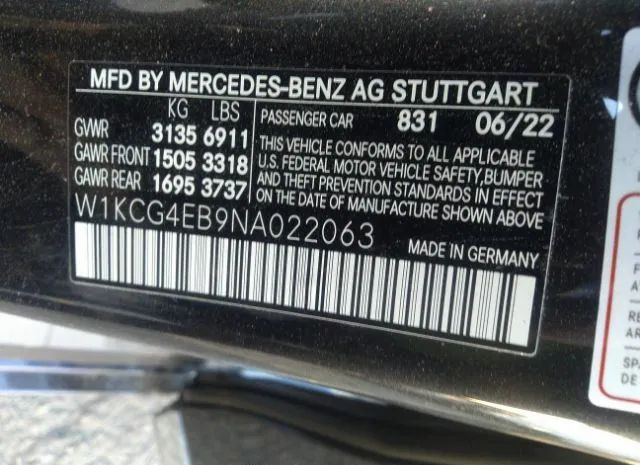 MFD BY MERCEDES-BENZ AG STUTTGART
KG LBS
GVWR 3135 6911
GAWR FRONT 1505 3318
GAWR REAR 1695 3737
PASSENGER CAR 831 06/22
THIS VEHICLE CONFORMS TO ALL APPLICABLE
U.S. FEDERAL MOTOR VEHICLE SAFETY, BUMPER
AND THEFT PREVENTION STANDARDS IN EFFECT
ON THE DATE OF MANUFACTURE SHOWN ABOVE.
W1KCG4EB9NA022063
MADE IN GERMANY